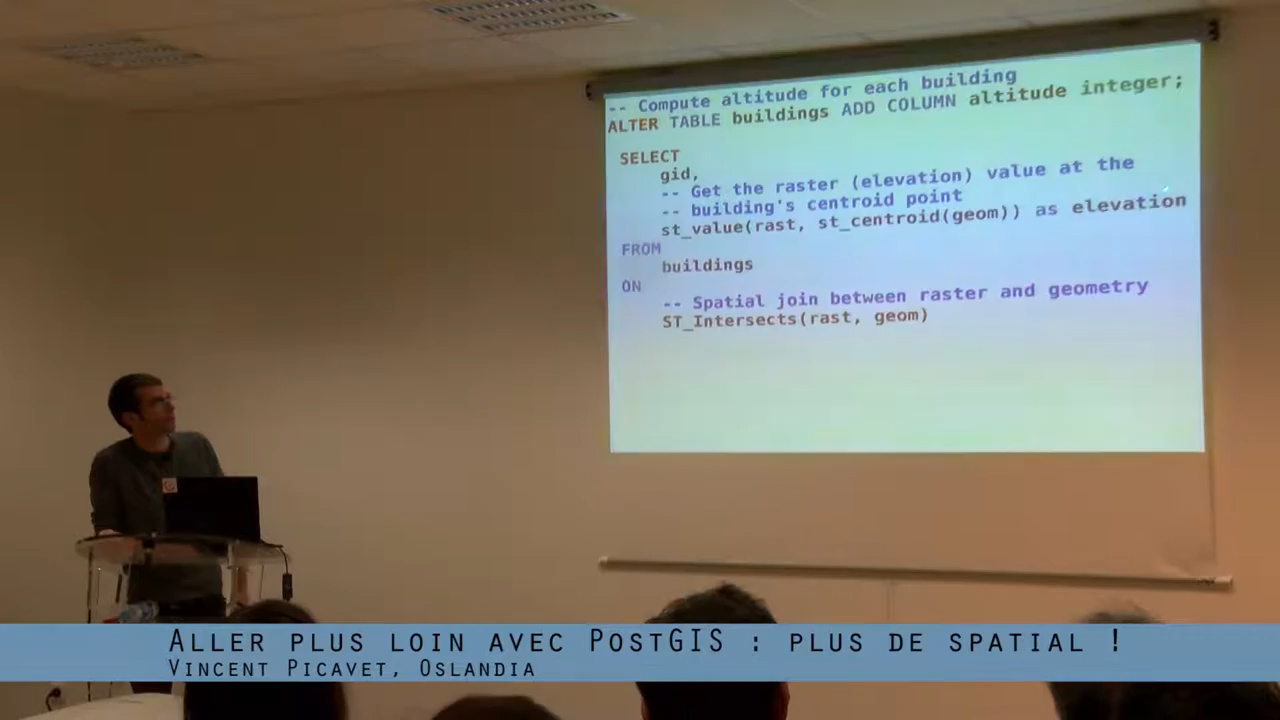 -- Compute altitude for each building
ALTER TABLE buildings ADD COLUMN altitude integer;
SELECT
gid,
-- Get the raster (elevation) value at the
-- building's centroid point
st_value(rast, st_centroid(geom)) as elevation
FROM
buildings
ON
-- Spatial join between raster and geometry
ST_Intersects(rast, geom)
Aller plus loin avec PostGIS : plus de spatial !
Vincent Picavet, Oslandia